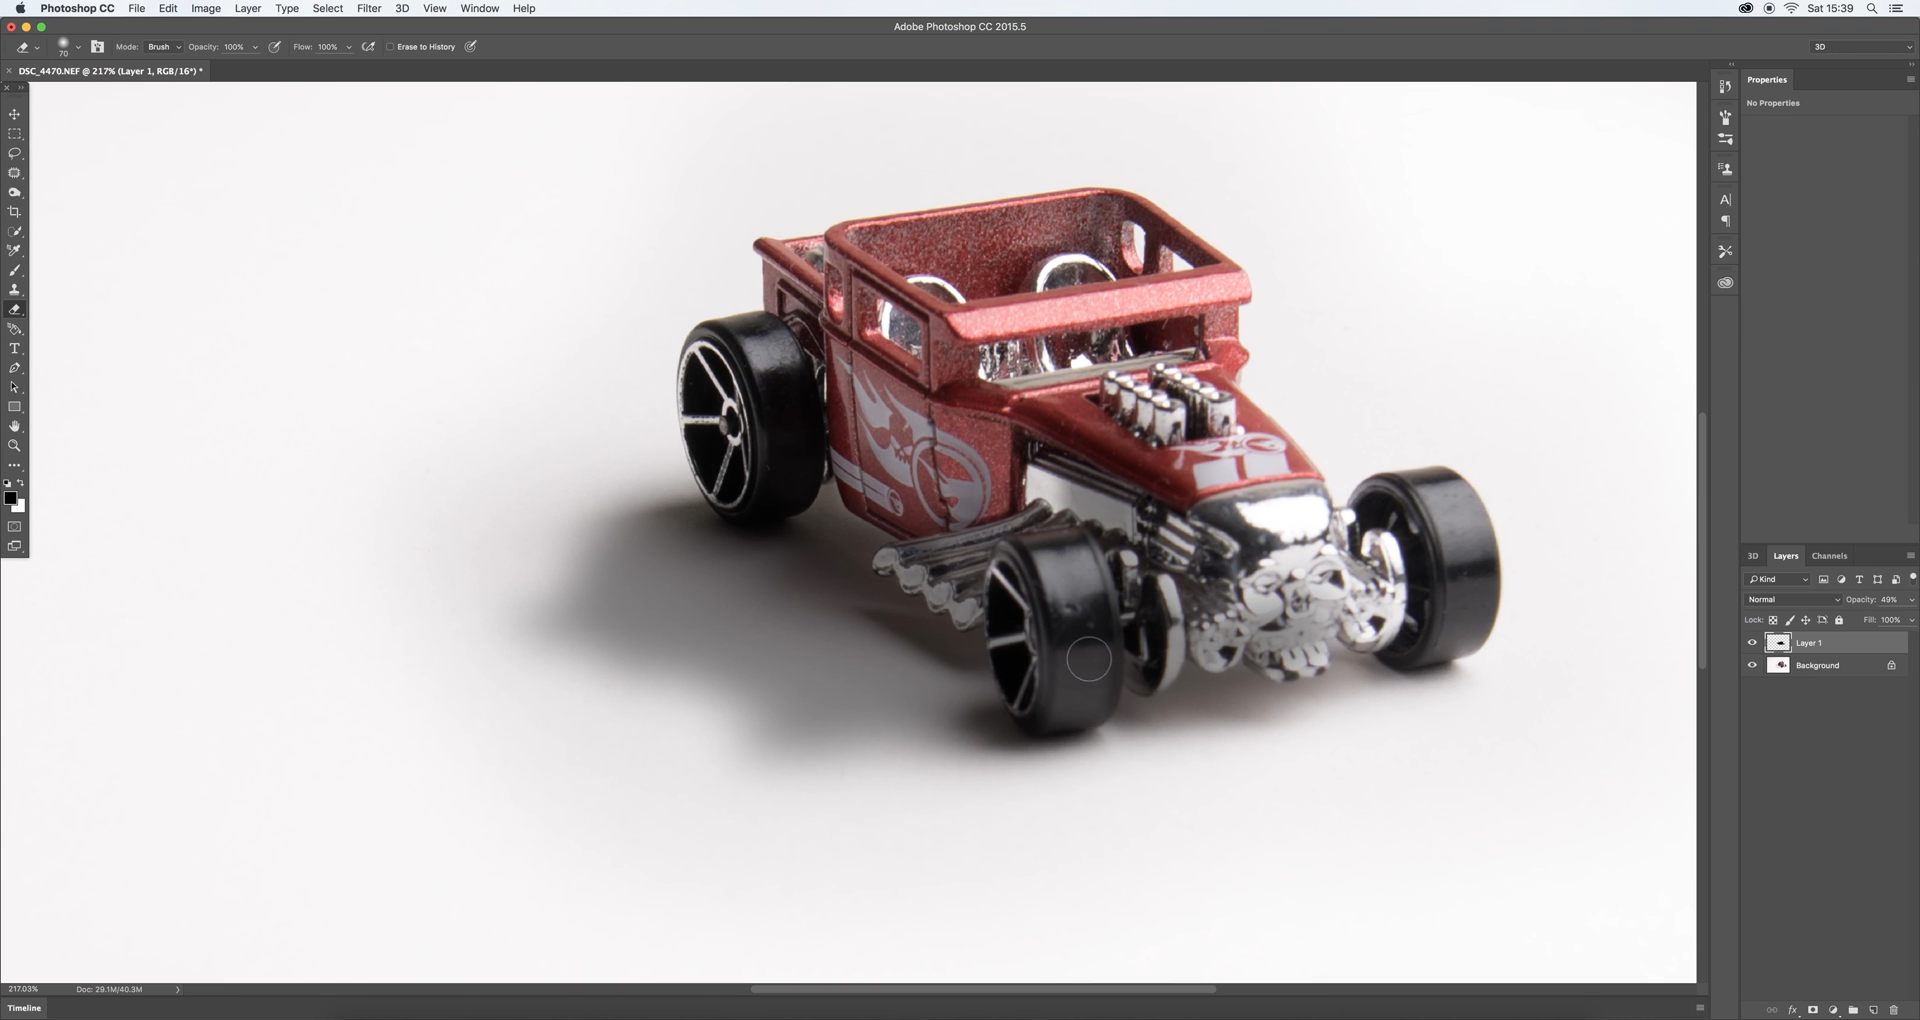 Photoshop CC File Edit Image Layer Type Select Filter 3D View Window Help Sat 15:39
Adobe Photoshop CC 2015.5
70 Mode: Brush Opacity: 100% Flow: 100% Erase to History 3D
DSC_4470.NEF @ 217% (Layer 1, RGB/16*) *
Properties
No Properties
3D Layers Channels
Kind
Normal Opacity: 49%
Lock: Fill: 100%
Layer 1
Background
217.03% Doc: 29.1M/40.3M
Timeline